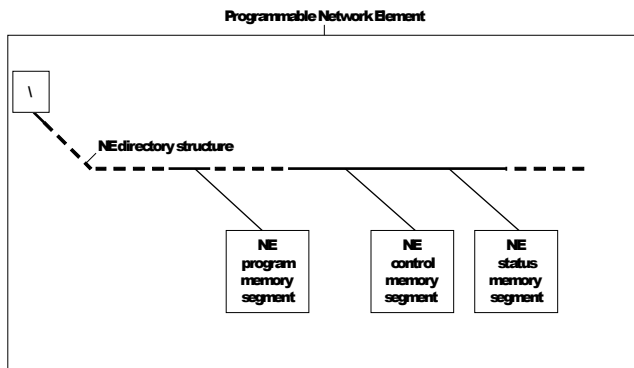 Programmable Network Element
\
NE directory structure
NE
program
memory
segment
NE
control
memory
segment
NE
status
memory
segment